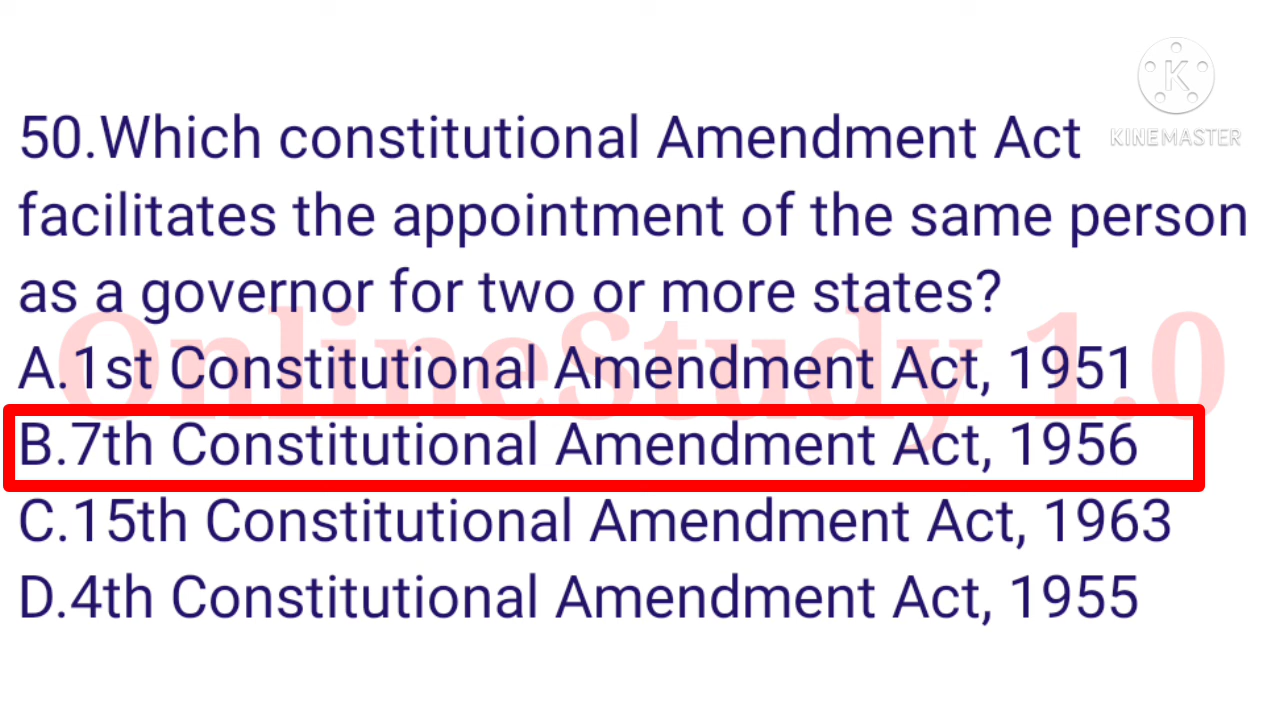 K
KINEMASTER
50.Which constitutional Amendment Act
facilitates the appointment of the same person
as a governor for two or more states?
OnlineStudy 1.0
A.1st Constitutional Amendment Act, 1951
B.7th Constitutional Amendment Act, 1956
C.15th Constitutional Amendment Act, 1963
D.4th Constitutional Amendment Act, 1955